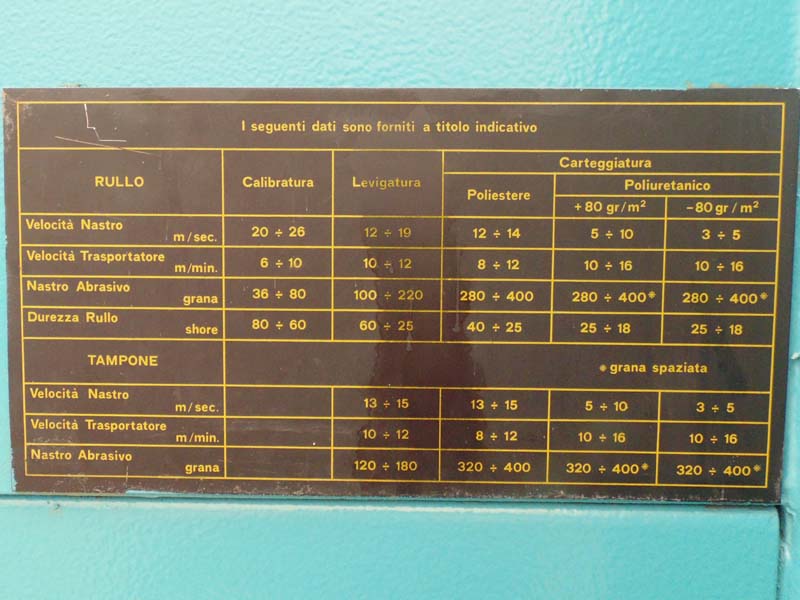 I seguenti dati sono forniti a titolo indicativo
RULLO Calibratura Levigatura Carteggiatura
Poliestere Poliuretanico
+80 gr/m² -80 gr/m²
Velocità Nastro m/sec. 20 ÷ 26 12 ÷ 19 12 ÷ 14 5 ÷ 10 3 ÷ 5
Velocità Trasportatore m/min. 6 ÷ 10 10 ÷ 12 8 ÷ 12 10 ÷ 16 10 ÷ 16
Nastro Abrasivo grana 36 ÷ 80 100 ÷ 220 280 ÷ 400 280 ÷ 400* 280 ÷ 400*
Durezza Rullo shore 80 ÷ 60 60 ÷ 25 40 ÷ 25 25 ÷ 18 25 ÷ 18
TAMPONE *grana spaziata
Velocità Nastro m/sec. 13 ÷ 15 13 ÷ 15 5 ÷ 10 3 ÷ 5
Velocità Trasportatore m/min. 10 ÷ 12 8 ÷ 12 10 ÷ 16 10 ÷ 16
Nastro Abrasivo grana 120 ÷ 180 320 ÷ 400 320 ÷ 400* 320 ÷ 400*